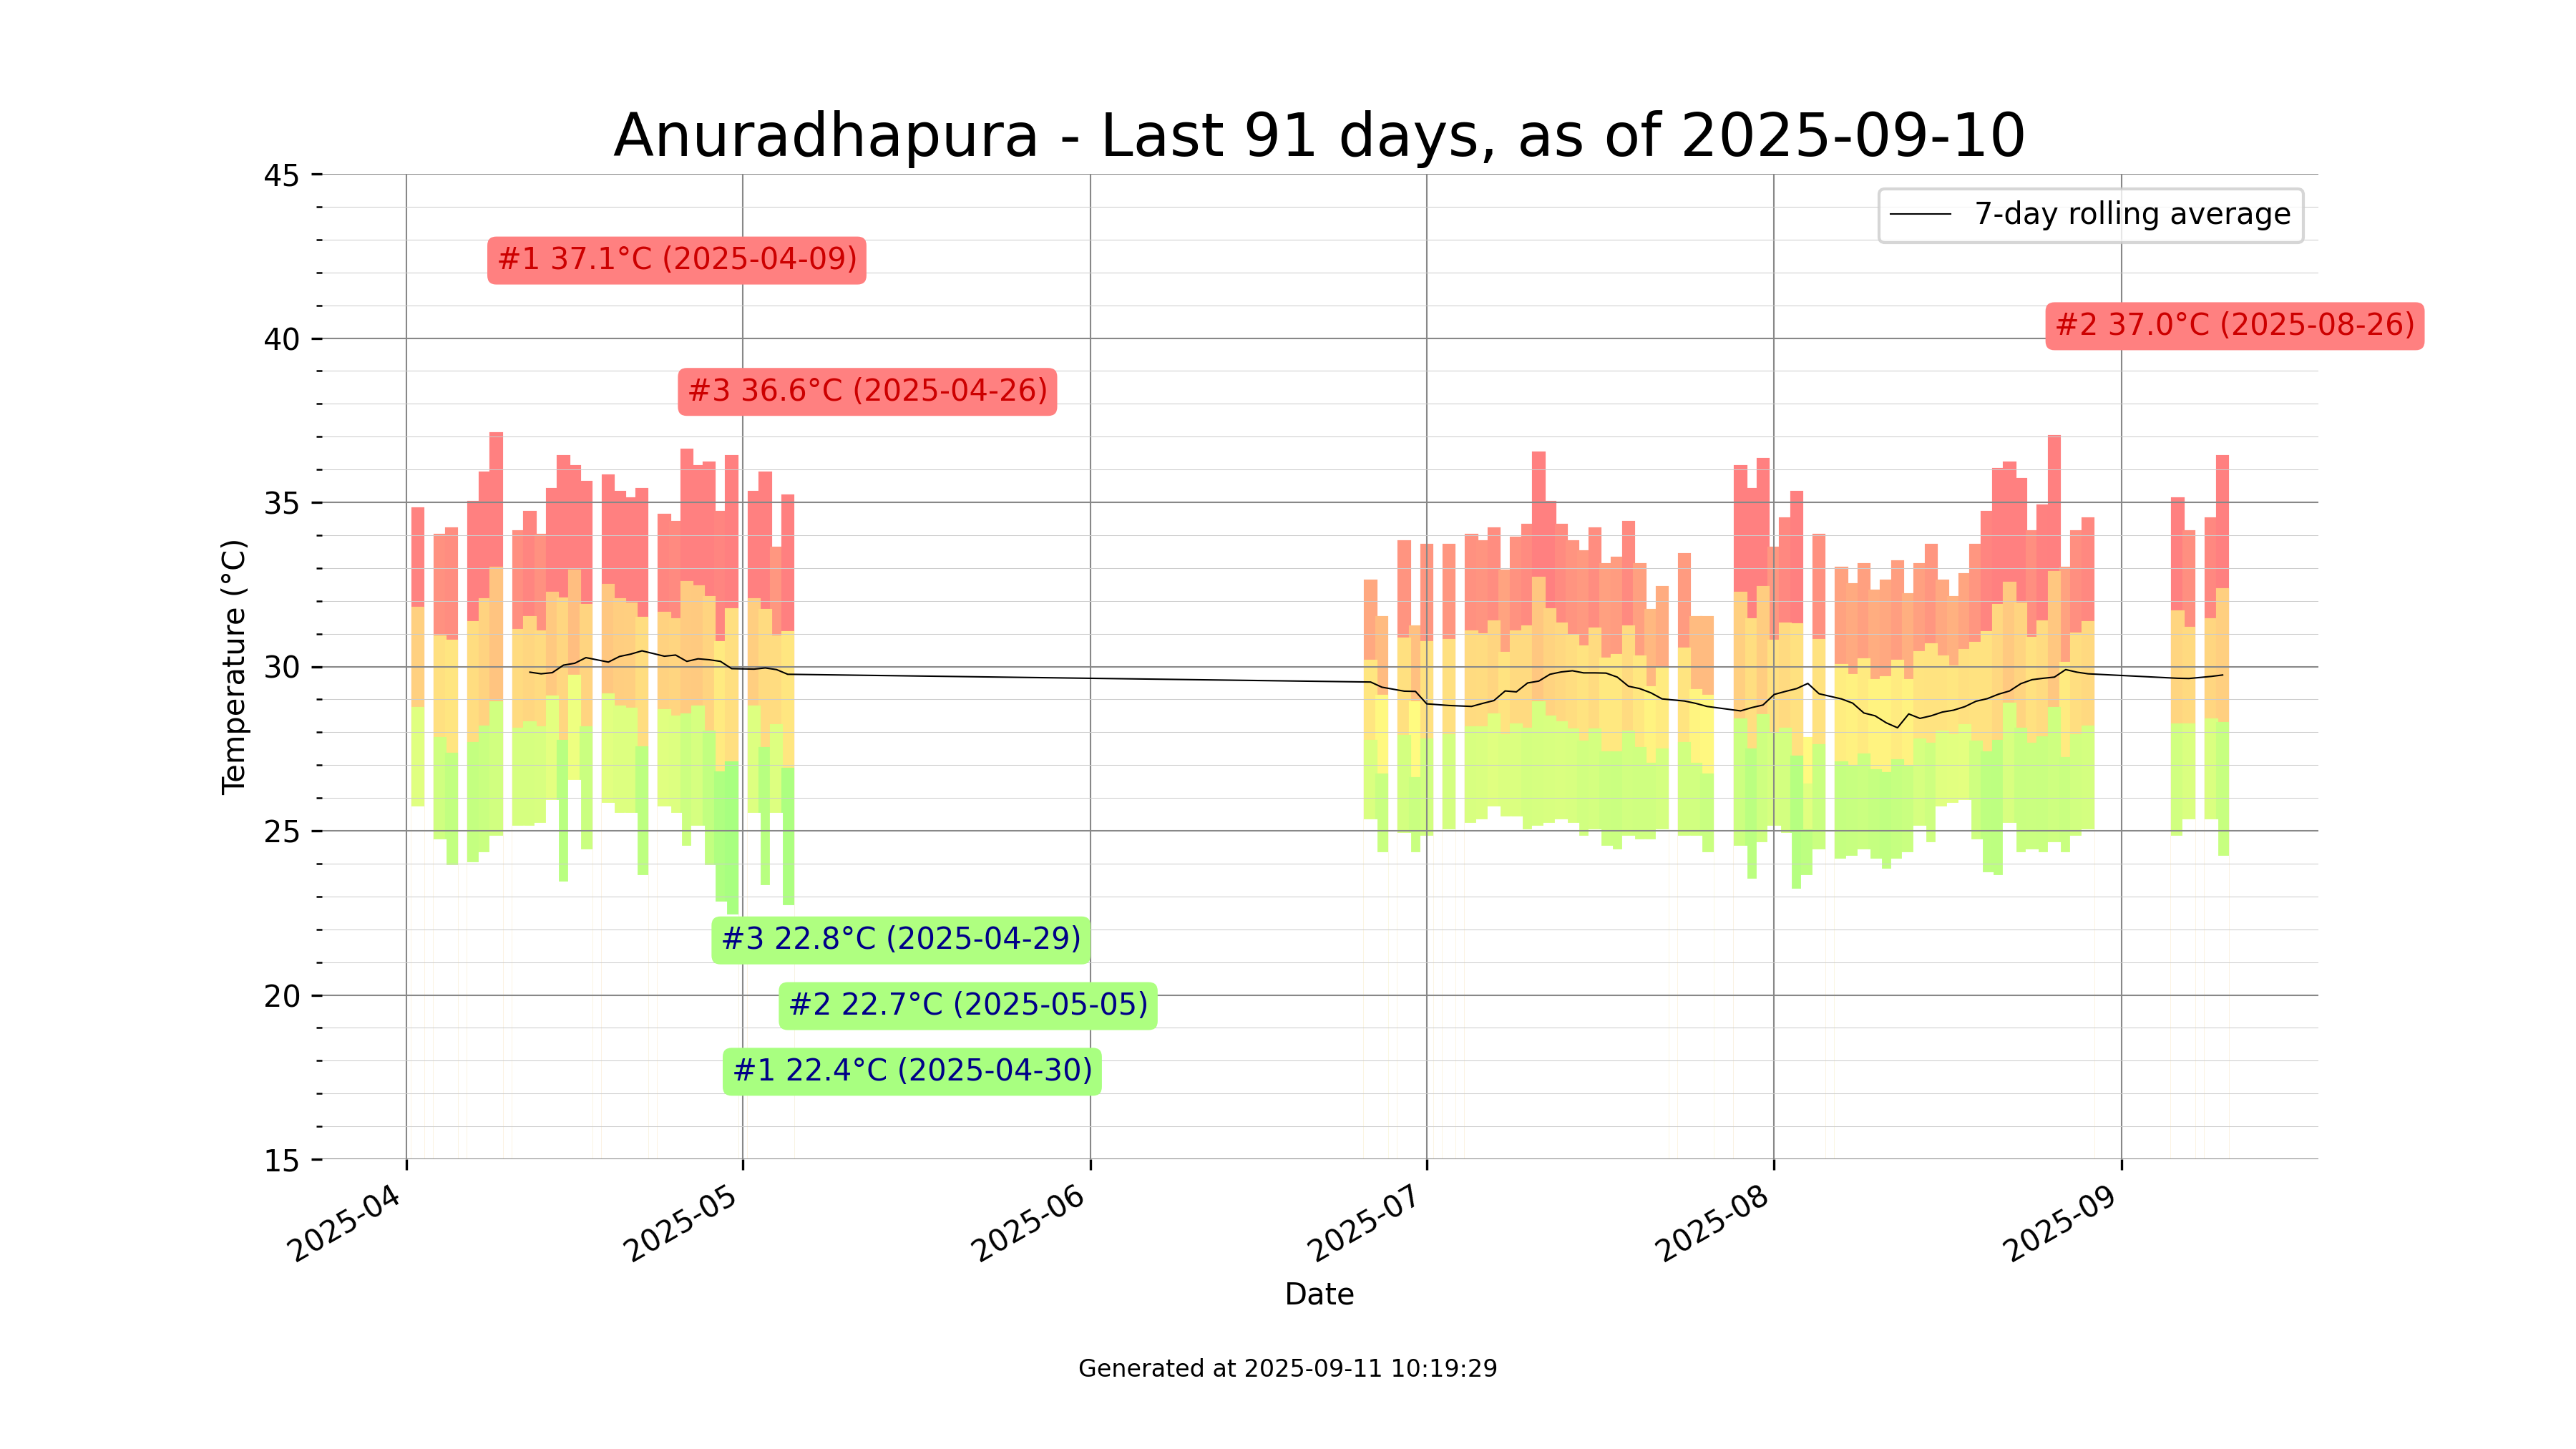 Anuradhapura - Last 91 days, as of 2025-09-10
45
40
35
30
25
20
15
Temperature (°C)
7-day rolling average
#1 37.1°C (2025-04-09)
#2 37.0°C (2025-08-26)
#3 36.6°C (2025-04-26)
#3 22.8°C (2025-04-29)
#2 22.7°C (2025-05-05)
#1 22.4°C (2025-04-30)
2025-04
2025-05
2025-06
2025-07
2025-08
2025-09
Date
Generated at 2025-09-11 10:19:29